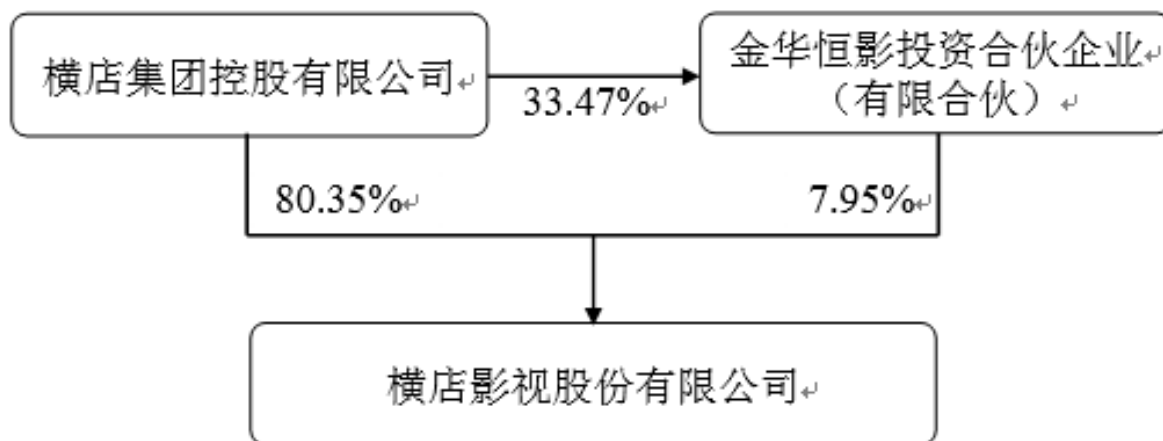 横店集团控股有限公司
金华恒影投资合伙企业
（有限合伙）
33.47%
80.35%
7.95%
横店影视股份有限公司